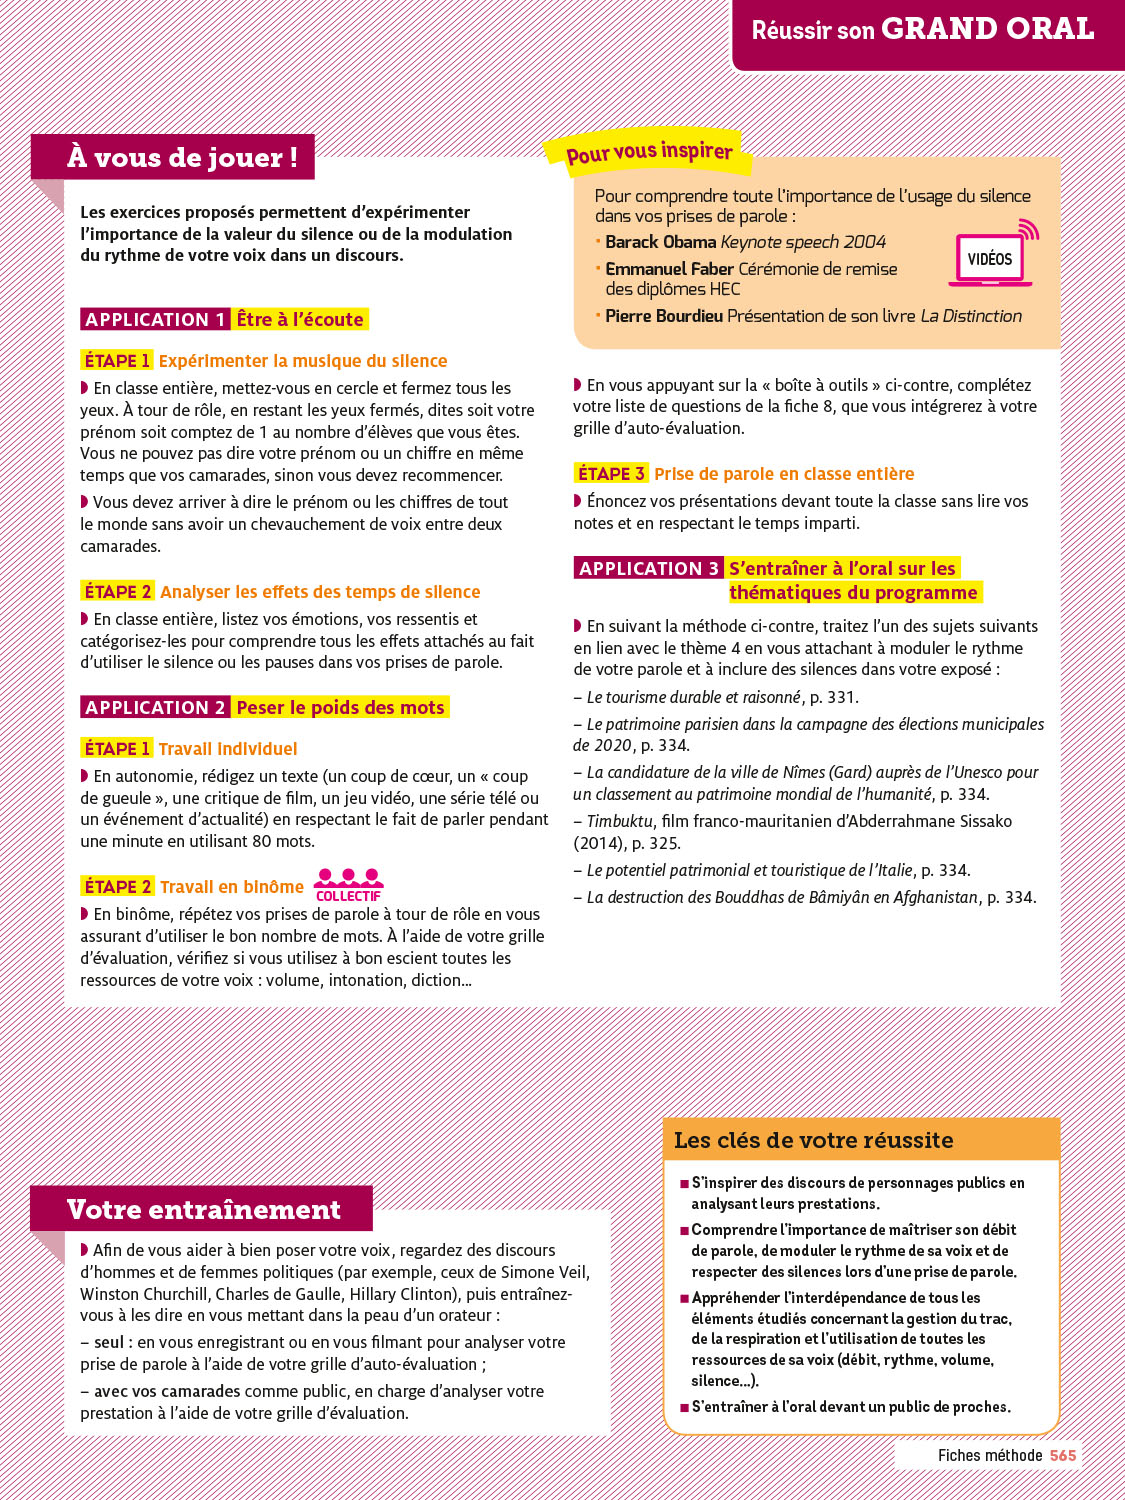 Réussir son GRAND ORAL
À vous de jouer !
Les exercices proposés permettent d’expérimenter
l’importance de la valeur du silence ou de la modulation
du rythme de votre voix dans un discours.
APPLICATION 1 Être à l’écoute
ÉTAPE 1 Expérimenter la musique du silence
En classe entière, mettez-vous en cercle et fermez tous les
yeux. À tour de rôle, en restant les yeux fermés, dites soit votre
prénom soit comptez de 1 au nombre d’élèves que vous êtes.
Vous ne pouvez pas dire votre prénom ou un chiffre en même
temps que vos camarades, sinon vous devez recommencer.
Vous devez arriver à dire le prénom ou les chiffres de tout
le monde sans avoir un chevauchement de voix entre deux
camarades.
ÉTAPE 2 Analyser les effets des temps de silence
En classe entière, listez vos émotions, vos ressentis et
catégorisez-les pour comprendre tous les effets attachés au fait
d’utiliser le silence ou les pauses dans vos prises de parole.
APPLICATION 2 Peser le poids des mots
ÉTAPE 1 Travail individuel
En autonomie, rédigez un texte (un coup de cœur, un « coup
de gueule », une critique de film, un jeu vidéo, une série télé ou
un événement d’actualité) en respectant le fait de parler pendant
une minute en utilisant 80 mots.
ÉTAPE 2 Travail en binôme
COLLECTIF
En binôme, répétez vos prises de parole à tour de rôle en vous
assurant d’utiliser le bon nombre de mots. À l’aide de votre grille
d’évaluation, vérifiez si vous utilisez à bon escient toutes les
ressources de votre voix : volume, intonation, diction...
Pour vous inspirer
Pour comprendre toute l’importance de l’usage du silence
dans vos prises de parole :
• Barack Obama Keynote speech 2004
• Emmanuel Faber Cérémonie de remise
des diplômes HEC
• Pierre Bourdieu Présentation de son livre La Distinction
VIDÉOS
En vous appuyant sur la « boîte à outils » ci-contre, complétez
votre liste de questions de la fiche 8, que vous intégrerez à votre
grille d’auto-évaluation.
ÉTAPE 3 Prise de parole en classe entière
Énoncez vos présentations devant toute la classe sans lire vos
notes et en respectant le temps imparti.
APPLICATION 3 S’entraîner à l’oral sur les
thématiques du programme
En suivant la méthode ci-contre, traitez l’un des sujets suivants
en lien avec le thème 4 en vous attachant à moduler le rythme
de votre parole et à inclure des silences dans votre exposé :
– Le tourisme durable et raisonné, p. 331.
– Le patrimoine parisien dans la campagne des élections municipales
de 2020, p. 334.
– La candidature de la ville de Nîmes (Gard) auprès de l’Unesco pour
un classement au patrimoine mondial de l’humanité, p. 334.
– Timbuktu, film franco-mauritanien d’Abderrahmane Sissako
(2014), p. 325.
– Le potentiel patrimonial et touristique de l’Italie, p. 334.
– La destruction des Bouddhas de Bâmiyân en Afghanistan, p. 334.
Votre entraînement
Afin de vous aider à bien poser votre voix, regardez des discours
d’hommes et de femmes politiques (par exemple, ceux de Simone Veil,
Winston Churchill, Charles de Gaulle, Hillary Clinton), puis entraînez-
vous à les dire en vous mettant dans la peau d’un orateur :
– seul : en vous enregistrant ou en vous filmant pour analyser votre
prise de parole à l’aide de votre grille d’auto-évaluation ;
– avec vos camarades comme public, en charge d’analyser votre
prestation à l’aide de votre grille d’évaluation.
Les clés de votre réussite
■ S’inspirer des discours de personnages publics en
analysant leurs prestations.
■ Comprendre l’importance de maîtriser son débit
de parole, de moduler le rythme de sa voix et de
respecter des silences lors d’une prise de parole.
■ Appréhender l’interdépendance de tous les
éléments étudiés concernant la gestion du trac,
de la respiration et l’utilisation de toutes les
ressources de sa voix (débit, rythme, volume,
silence...).
■ S’entraîner à l’oral devant un public de proches.
Fiches méthode 565